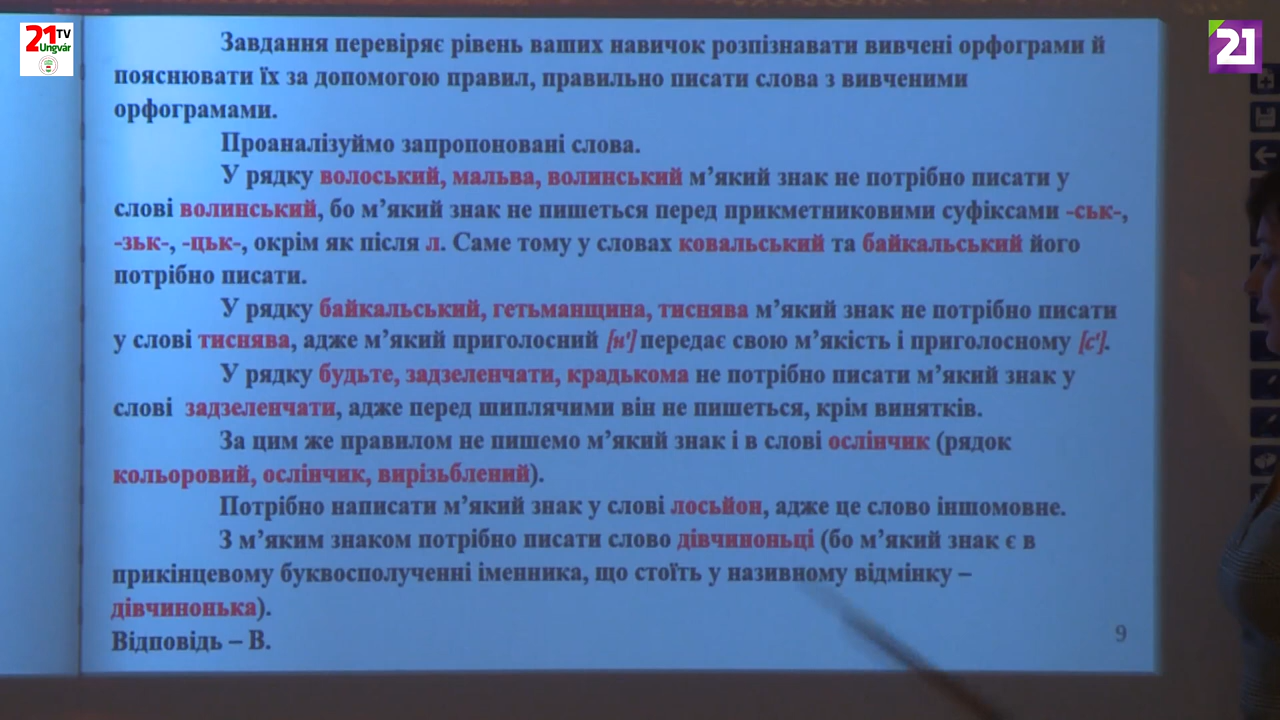 21 TV
Ungvár
21
Завдання перевіряє рівень ваших навичок розпізнавати вивчені орфограми й
пояснювати їх за допомогою правил, правильно писати слова з вивченими
орфограмами.
Проаналізуймо запропоновані слова.
У рядку волоський, мальва, волинський м’який знак не потрібно писати у
слові волинський, бо м’який знак не пишеться перед прикметниковими суфіксами -ськ-,
-зьк-, -цьк-, окрім як після л. Саме тому у словах ковальський та байкальський його
потрібно писати.
У рядку байкальський, гетьманщина, тиснява м’який знак не потрібно писати
у слові тиснява, адже м’який приголосний [н′] передає свою м’якість і приголосному [с′].
У рядку будьте, задзеленчати, крадькома не потрібно писати м’який знак у
слові задзеленчати, адже перед шиплячими він не пишеться, крім винятків.
За цим же правилом не пишемо м’який знак і в слові ослінчик (рядок
кольоровий, ослінчик, вирізьблений).
Потрібно написати м’який знак у слові лосьйон, адже це слово іншомовне.
З м’яким знаком потрібно писати слово дівчиноньці (бо м’який знак є в
прикінцевому буквосполученні іменника, що стоїть у називному відмінку –
дівчинонька).
Відповідь – В.
9